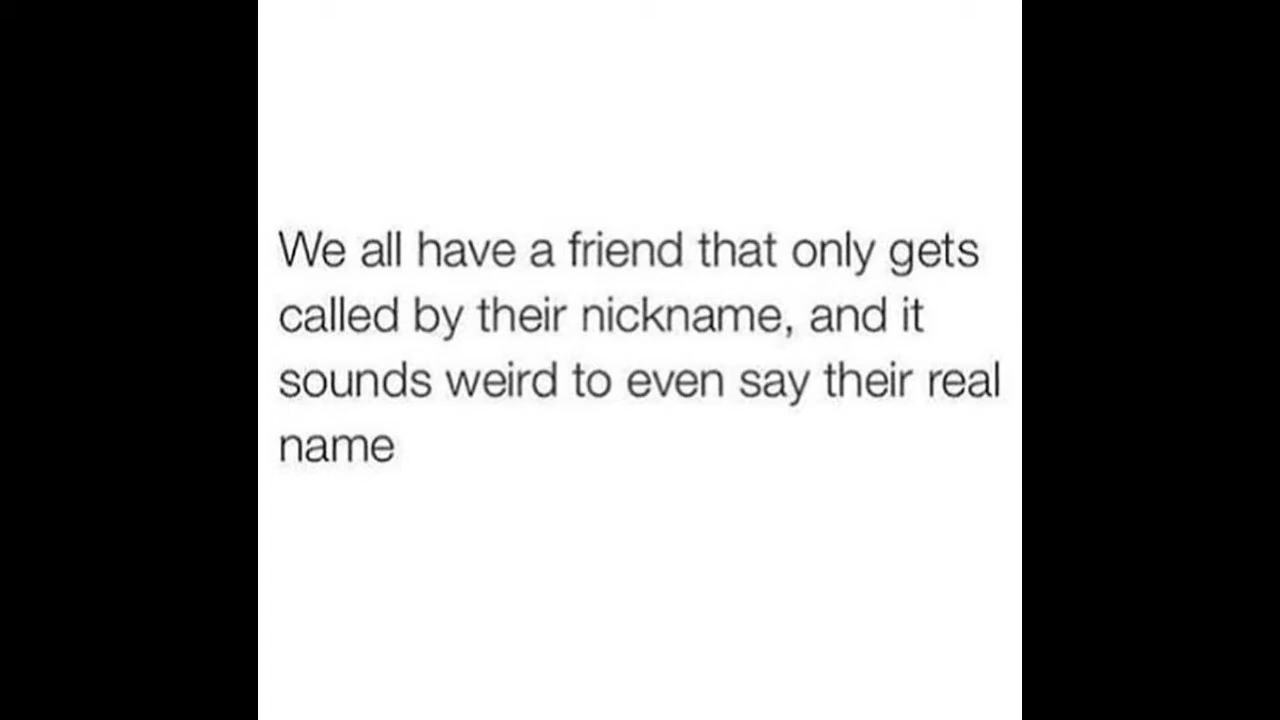 We all have a friend that only gets
called by their nickname, and it
sounds weird to even say their real
name